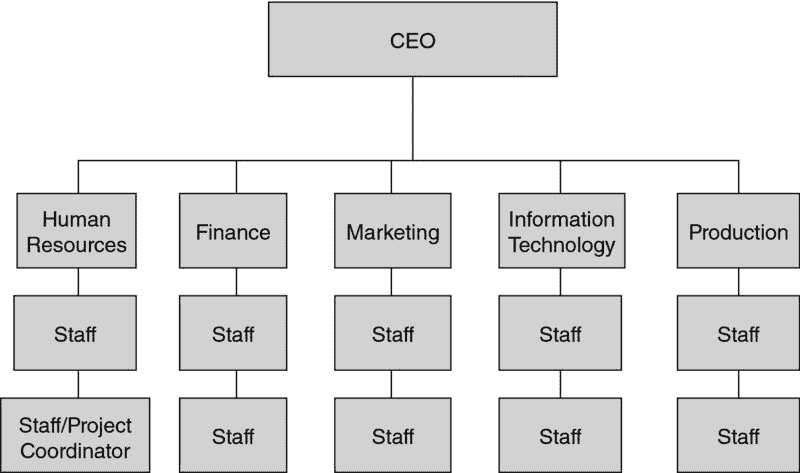 CEO
Human
Resources
Finance
Marketing
Information
Technology
Production
Staff
Staff
Staff
Staff
Staff
Staff/Project
Coordinator
Staff
Staff
Staff
Staff